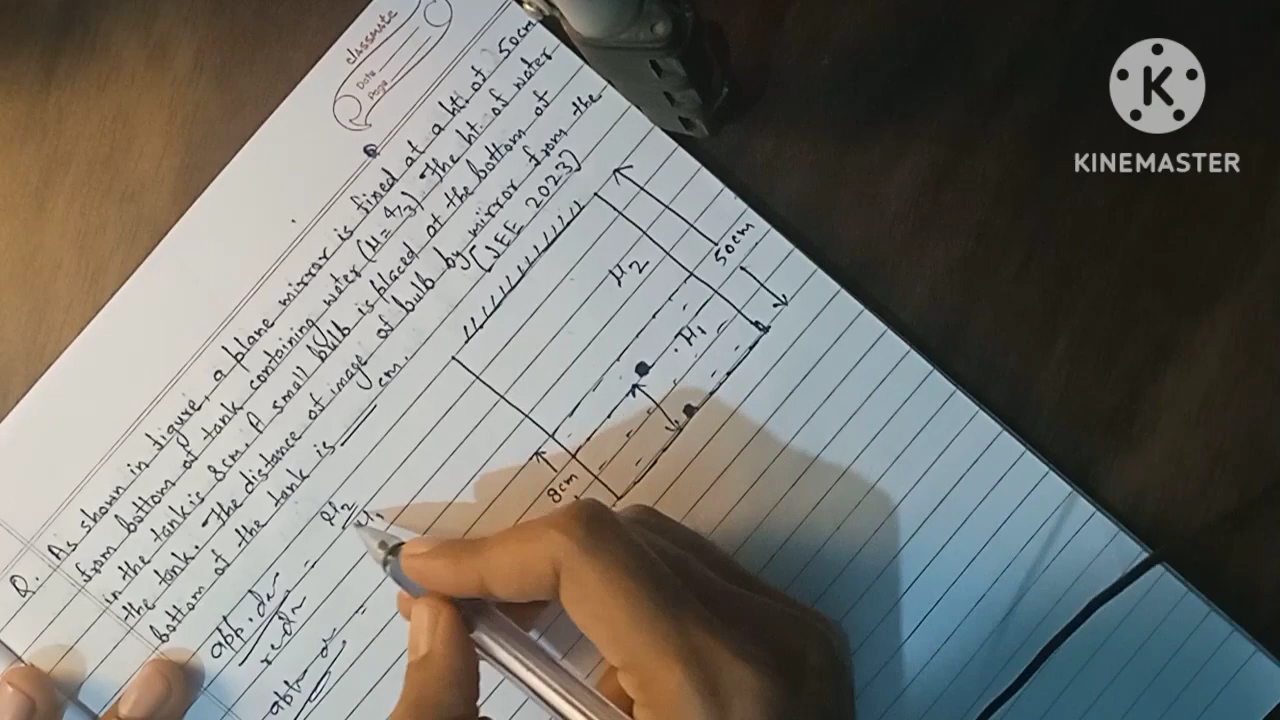 classmate
Date
Page
Q. As shown in figure, a plane mirror is fixed at a ht. of 50cm
from bottom of tank containing water (μ= 4/3). The ht. of water
in the tank is 8cm. A small bulb is placed at the bottom of
the tank. The distance of image of bulb by mirror from the
bottom of the tank is ___ cm. [JEE 2023]
μ2
50cm
μ1
8cm
app. d
re d
= μ2
μ1
app
=
K
KINEMASTER